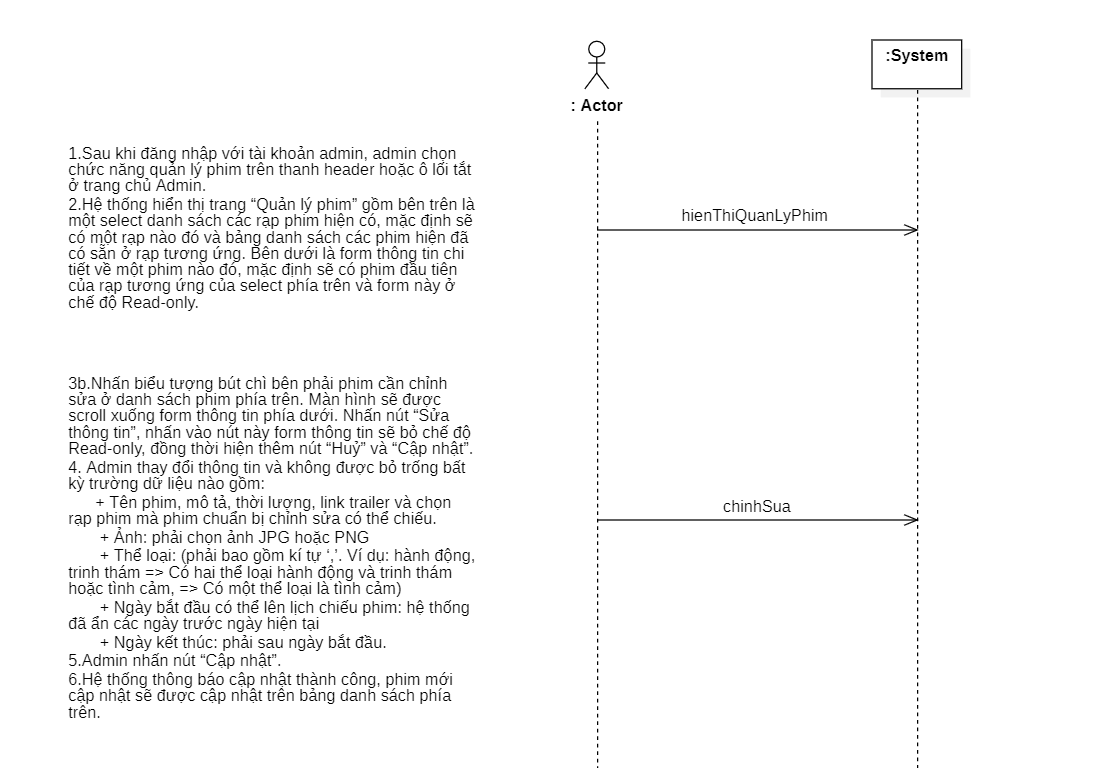 :System
: Actor
1.Sau khi đăng nhập với tài khoản admin, admin chọn
chức năng quản lý phim trên thanh header hoặc ô lối tắt
ở trang chủ Admin.
2.Hệ thống hiển thị trang “Quản lý phim” gồm bên trên là
một select danh sách các rạp phim hiện có, mặc định sẽ
có một rạp nào đó và bảng danh sách các phim hiện đã
có sẵn ở rạp tương ứng. Bên dưới là form thông tin chi
tiết về một phim nào đó, mặc định sẽ có phim đầu tiên
của rạp tương ứng của select phía trên và form này ở
chế độ Read-only.
hienThiQuanLyPhim
3b.Nhấn biểu tượng bút chì bên phải phim cần chỉnh
sửa ở danh sách phim phía trên. Màn hình sẽ được
scroll xuống form thông tin phía dưới. Nhấn nút “Sửa
thông tin”, nhấn vào nút này form thông tin sẽ bỏ chế độ
Read-only, đồng thời hiện thêm nút “Huỷ” và “Cập nhật”.
4. Admin thay đổi thông tin và không được bỏ trống bất
kỳ trường dữ liệu nào gồm:
+ Tên phim, mô tả, thời lượng, link trailer và chọn
rạp phim mà phim chuẩn bị chỉnh sửa có thể chiếu.
+ Ảnh: phải chọn ảnh JPG hoặc PNG
+ Thể loại: (phải bao gồm kí tự ‘,’. Ví dụ: hành động,
trinh thám => Có hai thể loại hành động và trinh thám
hoặc tình cảm, => Có một thể loại là tình cảm)
+ Ngày bắt đầu có thể lên lịch chiếu phim: hệ thống
đã ẩn các ngày trước ngày hiện tại
+ Ngày kết thúc: phải sau ngày bắt đầu.
5.Admin nhấn nút “Cập nhật”.
6.Hệ thống thông báo cập nhật thành công, phim mới
cập nhật sẽ được cập nhật trên bảng danh sách phía
trên.
chinhSua